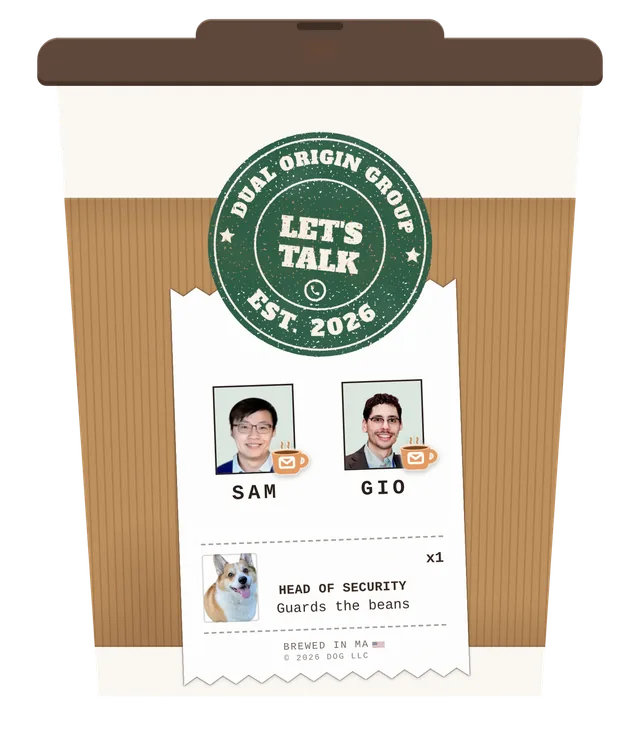 DUAL ORIGIN GROUP
LET'S
TALK
EST. 2026
SAM
GIO
x1
HEAD OF SECURITY
Guards the beans
BREWED IN MA
© 2026 DOG LLC